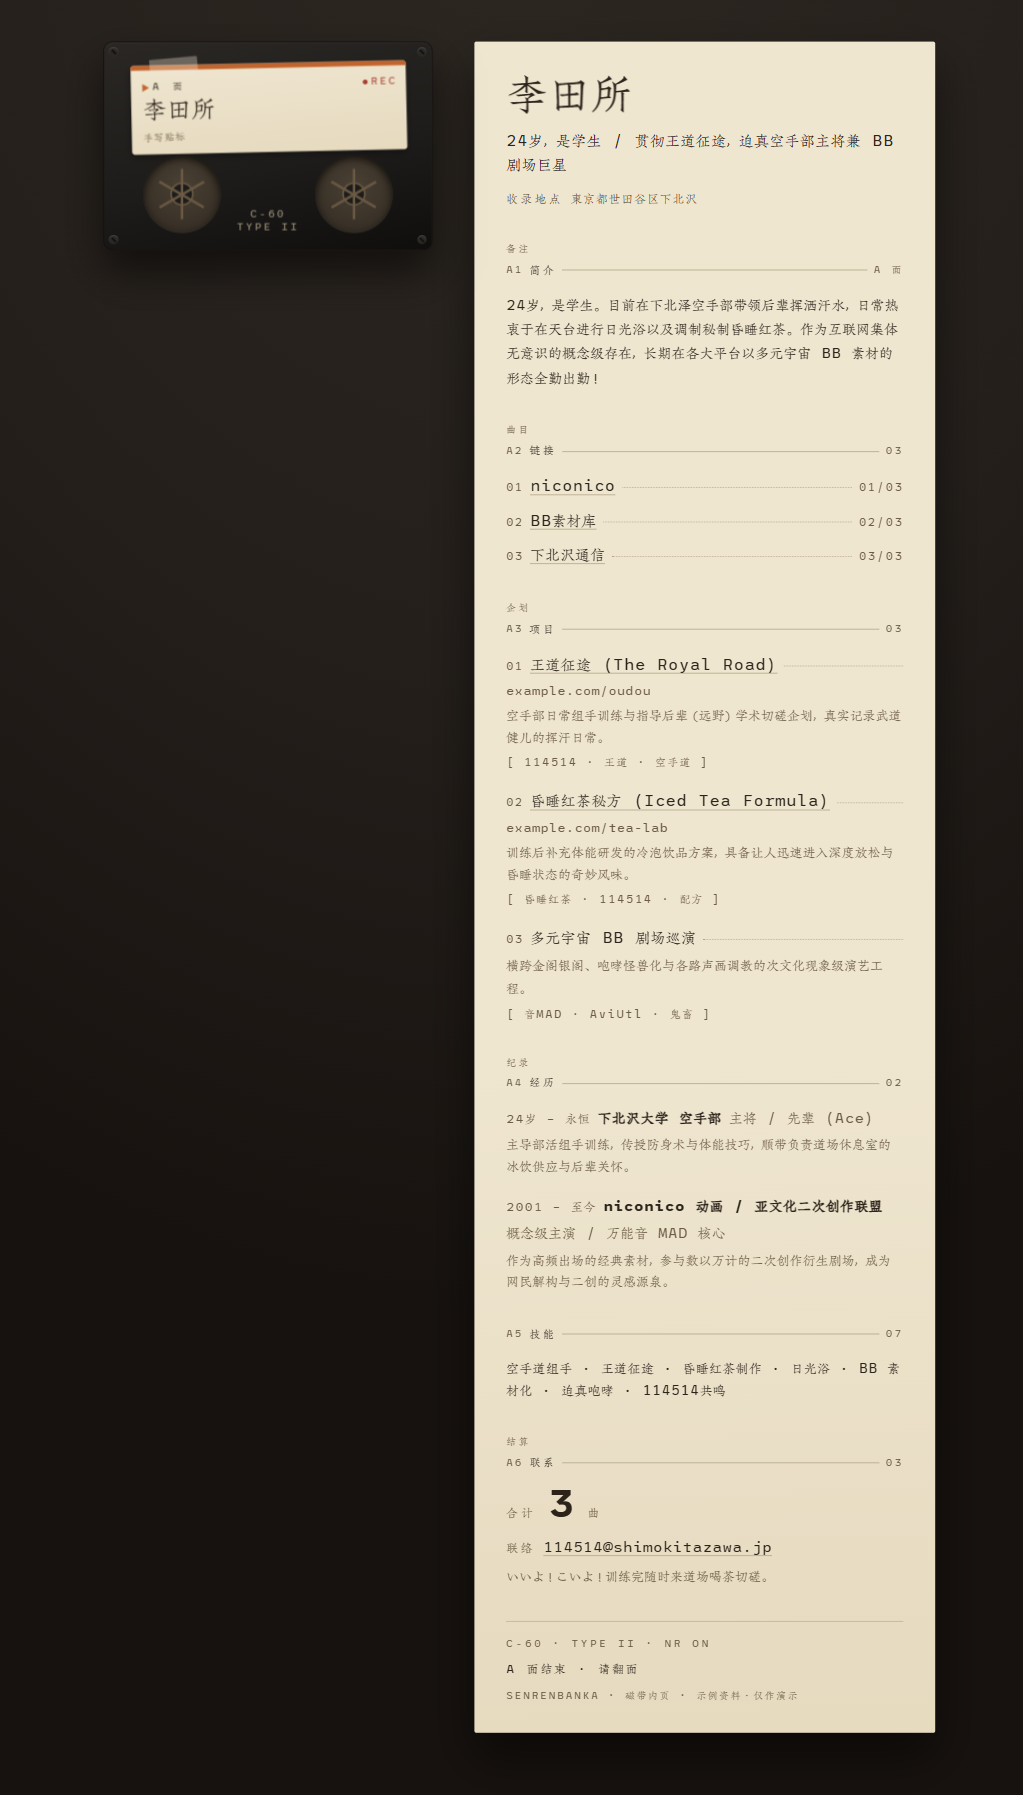 ▶A 面
●REC
李田所
手写贴标
C-60
TYPE II
李田所
24岁, 是学生 / 贯彻王道征途, 迫真空手部主将兼 BB
剧场巨星
收录地点 東京都世田谷区下北沢
备注
A1 简介 A 面
24岁, 是学生。目前在下北泽空手部带领后辈挥洒汗水, 日常热
衷于在天台进行日光浴以及调制秘制昏睡红茶。作为互联网集体
无意识的概念级存在, 长期在各大平台以多元宇宙 BB 素材的
形态全勤出勤!
曲目
A2 链接 03
01 niconico 01/03
02 BB素材库 02/03
03 下北沢通信 03/03
企划
A3 项目 03
01 王道征途 (The Royal Road)
example.com/oudou
空手部日常组手训练与指导后辈 (远野) 学术切磋企划, 真实记录武道
健儿的挥汗日常。
[ 114514 · 王道 · 空手道 ]
02 昏睡红茶秘方 (Iced Tea Formula)
example.com/tea-lab
训练后补充体能研发的冷泡饮品方案, 具备让人迅速进入深度放松与
昏睡状态的奇妙风味。
[ 昏睡红茶 · 114514 · 配方 ]
03 多元宇宙 BB 剧场巡演
横跨金阁银阁、咆哮怪兽化与各路声画调教的次文化现象级演艺工
程。
[ 音MAD · AviUtl · 鬼畜 ]
纪录
A4 经历 02
24岁 – 永恒 下北沢大学 空手部 主将 / 先辈 (Ace)
主导部活组手训练, 传授防身术与体能技巧, 顺带负责道场休息室的
冰饮供应与后辈关怀。
2001 – 至今 niconico 动画 / 亚文化二次创作联盟
概念级主演 / 万能音 MAD 核心
作为高频出场的经典素材, 参与数以万计的二次创作衍生剧场, 成为
网民解构与二创的灵感源泉。
A5 技能 07
空手道组手 · 王道征途 · 昏睡红茶制作 · 日光浴 · BB 素
材化 · 迫真咆哮 · 114514共鸣
结算
A6 联系 03
合计 3 曲
联络 114514@shimokitazawa.jp
いいよ!こいよ!训练完随时来道场喝茶切磋。
C-60 · TYPE II · NR ON
A 面结束 · 请翻面
SENRENBANKA · 磁带内页 · 示例资料·仅作演示